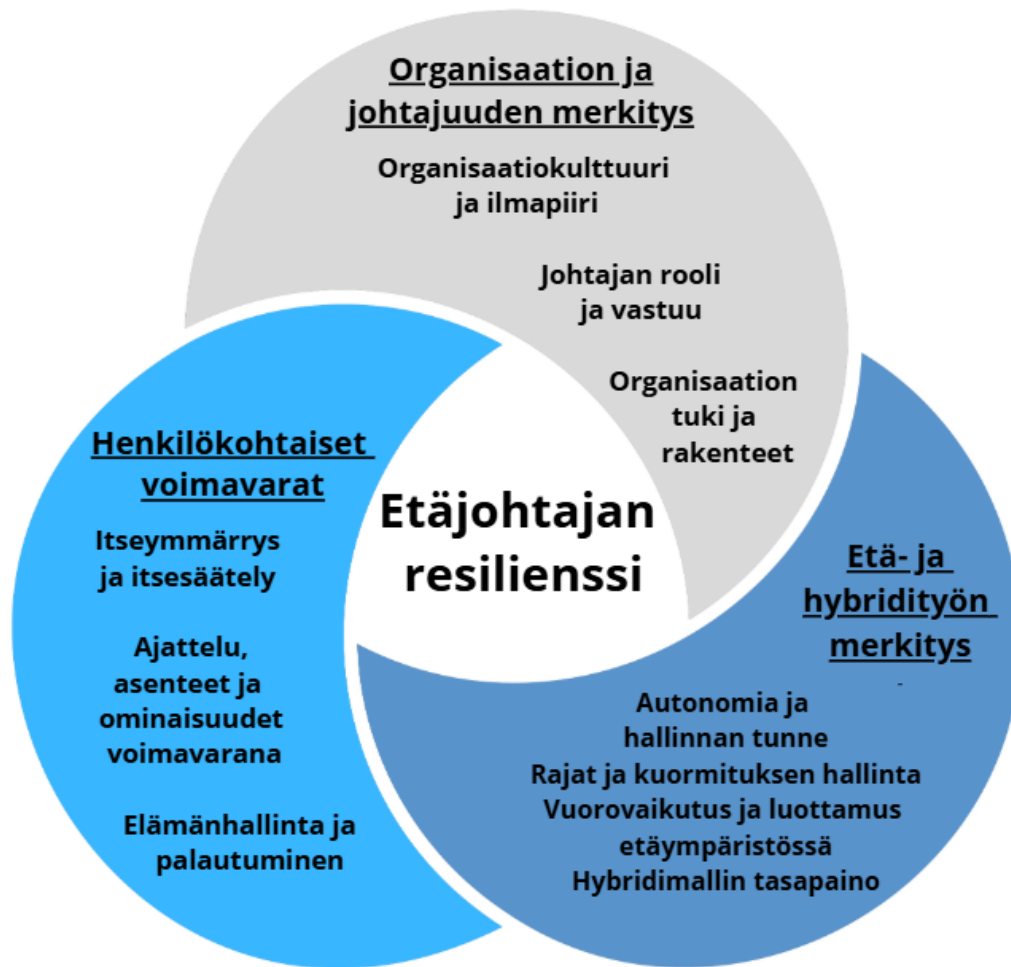 Organisaation ja
johtajuuden merkitys
Organisaatiokulttuuri
ja ilmapiiri
Johtajan rooli
ja vastuu
Organisaation
tuki ja
rakenteet
Henkilökohtaiset
voimavarat
Itseymmärrys
ja itsesäätely
Ajattelu,
asenteet ja
ominaisuudet
voimavarana
Elämänhallinta ja
palautuminen
Etäjohtajan
resilienssi
Etä- ja
hybridityön
merkitys
-
Autonomia ja
hallinnan tunne
Rajat ja kuormituksen hallinta
Vuorovaikutus ja luottamus
etäympäristössä
Hybridimallin tasapaino